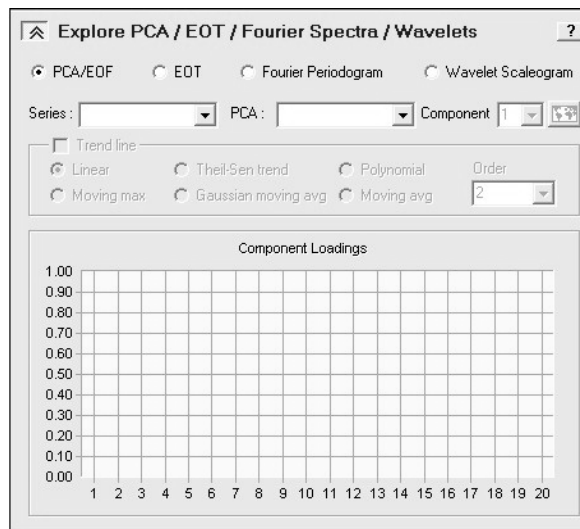 Explore PCA / EOT / Fourier Spectra / Wavelets ?
PCA/EOF EOT Fourier Periodogram Wavelet Scaleogram
Series : PCA : Component 1
Trend line
Linear Theil-Sen trend Polynomial Order
Moving max Gaussian moving avg Moving avg 2
Component Loadings
1.00
0.90
0.80
0.70
0.60
0.50
0.40
0.30
0.20
0.10
0.00
1 2 3 4 5 6 7 8 9 10 11 12 13 14 15 16 17 18 19 20